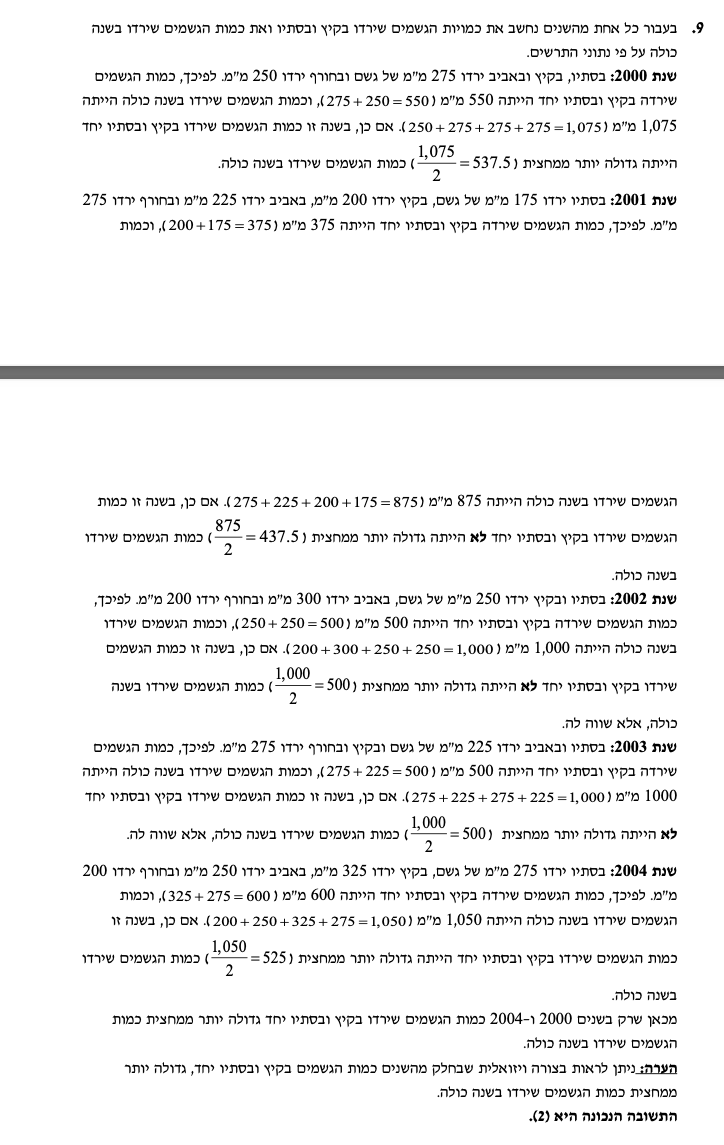 9. בעבור כל אחת מהשנים נחשב את כמויות הגשמים שירדו בקיץ ובסתיו ואת כמות הגשמים שירדו בשנה
כולה על פי נתוני התרשים.
שנת 2000: בסתיו, בקיץ ובאביב ירדו 275 מ"מ של גשם ובחורף ירדו 250 מ"מ. לפיכך, כמות הגשמים
שירדה בקיץ ובסתיו יחד הייתה 550 מ"מ (275 + 250 = 550), וכמות הגשמים שירדו בשנה כולה הייתה
1,075 מ"מ (250 + 275 + 275 + 275 = 1,075). אם כן, בשנה זו כמות הגשמים שירדו בקיץ ובסתיו יחד
הייתה גדולה יותר ממחצית (1,075/2 = 537.5) כמות הגשמים שירדו בשנה כולה.
שנת 2001: בסתיו ירדו 175 מ"מ של גשם, בקיץ ירדו 200 מ"מ, באביב ירדו 225 מ"מ ובחורף ירדו 275
מ"מ. לפיכך, כמות הגשמים שירדה בקיץ ובסתיו יחד הייתה 375 מ"מ (200 + 175 = 375), וכמות
הגשמים שירדו בשנה כולה הייתה 875 מ"מ (275 + 225 + 200 + 175 = 875). אם כן, בשנה זו כמות
הגשמים שירדו בקיץ ובסתיו יחד לא הייתה גדולה יותר ממחצית (875/2 = 437.5) כמות הגשמים שירדו
בשנה כולה.
שנת 2002: בסתיו ובקיץ ירדו 250 מ"מ של גשם, באביב ירדו 300 מ"מ ובחורף ירדו 200 מ"מ. לפיכך,
כמות הגשמים שירדה בקיץ ובסתיו יחד הייתה 500 מ"מ (250 + 250 = 500), וכמות הגשמים שירדו
בשנה כולה הייתה 1,000 מ"מ (200 + 300 + 250 + 250 = 1,000). אם כן, בשנה זו כמות הגשמים
שירדו בקיץ ובסתיו יחד לא הייתה גדולה יותר ממחצית (1,000/2 = 500) כמות הגשמים שירדו בשנה
כולה, אלא שווה לה.
שנת 2003: בסתיו ובאביב ירדו 225 מ"מ של גשם ובקיץ ובחורף ירדו 275 מ"מ. לפיכך, כמות הגשמים
שירדה בקיץ ובסתיו יחד הייתה 500 מ"מ (275 + 225 = 500), וכמות הגשמים שירדו בשנה כולה הייתה
1000 מ"מ (275 + 225 + 275 + 225 = 1,000). אם כן, בשנה זו כמות הגשמים שירדו בקיץ ובסתיו יחד
לא הייתה גדולה יותר ממחצית (1,000/2 = 500) כמות הגשמים שירדו בשנה כולה, אלא שווה לה.
שנת 2004: בסתיו ירדו 275 מ"מ של גשם, בקיץ ירדו 325 מ"מ, באביב ירדו 250 מ"מ ובחורף ירדו 200
מ"מ. לפיכך, כמות הגשמים שירדה בקיץ ובסתיו יחד הייתה 600 מ"מ (325 + 275 = 600), וכמות
הגשמים שירדו בשנה כולה הייתה 1,050 מ"מ (200 + 250 + 325 + 275 = 1,050). אם כן, בשנה זו
כמות הגשמים שירדו בקיץ ובסתיו יחד הייתה גדולה יותר ממחצית (1,050/2 = 525) כמות הגשמים שירדו
בשנה כולה.
מכאן שרק בשנים 2000 ו-2004 כמות הגשמים שירדו בקיץ ובסתיו יחד גדולה יותר ממחצית כמות
הגשמים שירדו בשנה כולה.
הערה: ניתן לראות בצורה ויזואלית שבחלק מהשנים כמות הגשמים בקיץ ובסתיו יחד, גדולה יותר
ממחצית כמות הגשמים שירדו בשנה כולה.
התשובה הנכונה היא (2).